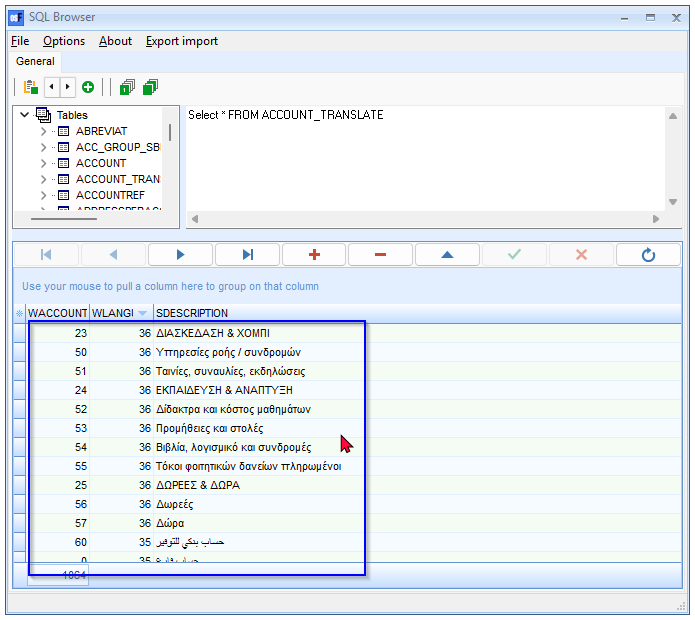 SQL Browser
File Options About Export import
General
Tables
ABREVIAT
ACC_GROUP_SB
ACCOUNT
ACCOUNT_TRAN
ACCOUNTREF
Select * FROM ACCOUNT_TRANSLATE
Use your mouse to pull a column here to group on that column
WACCOUNT WLANGU SDESCRIPTION
23 36 ΔΙΑΣΚΕΔΑΣΗ & ΧΟΜΠΙ
50 36 Υπηρεσίες ροής / συνδρομών
51 36 Ταινίες, συναυλίες, εκδηλώσεις
24 36 ΕΚΠΑΙΔΕΥΣΗ & ΑΝΑΠΤΥΞΗ
52 36 Δίδακτρα και κόστος μαθημάτων
53 36 Προμήθειες και στολές
54 36 Βιβλία, λογισμικό και συνδρομές
55 36 Τόκοι φοιτητικών δανείων πληρωμένοι
25 36 ΔΩΡΕΕΣ & ΔΩΡΑ
56 36 Δωρεές
57 36 Δώρα
60 35 حساب بنكي للتوفير
0 35 حساب فارغ
1864